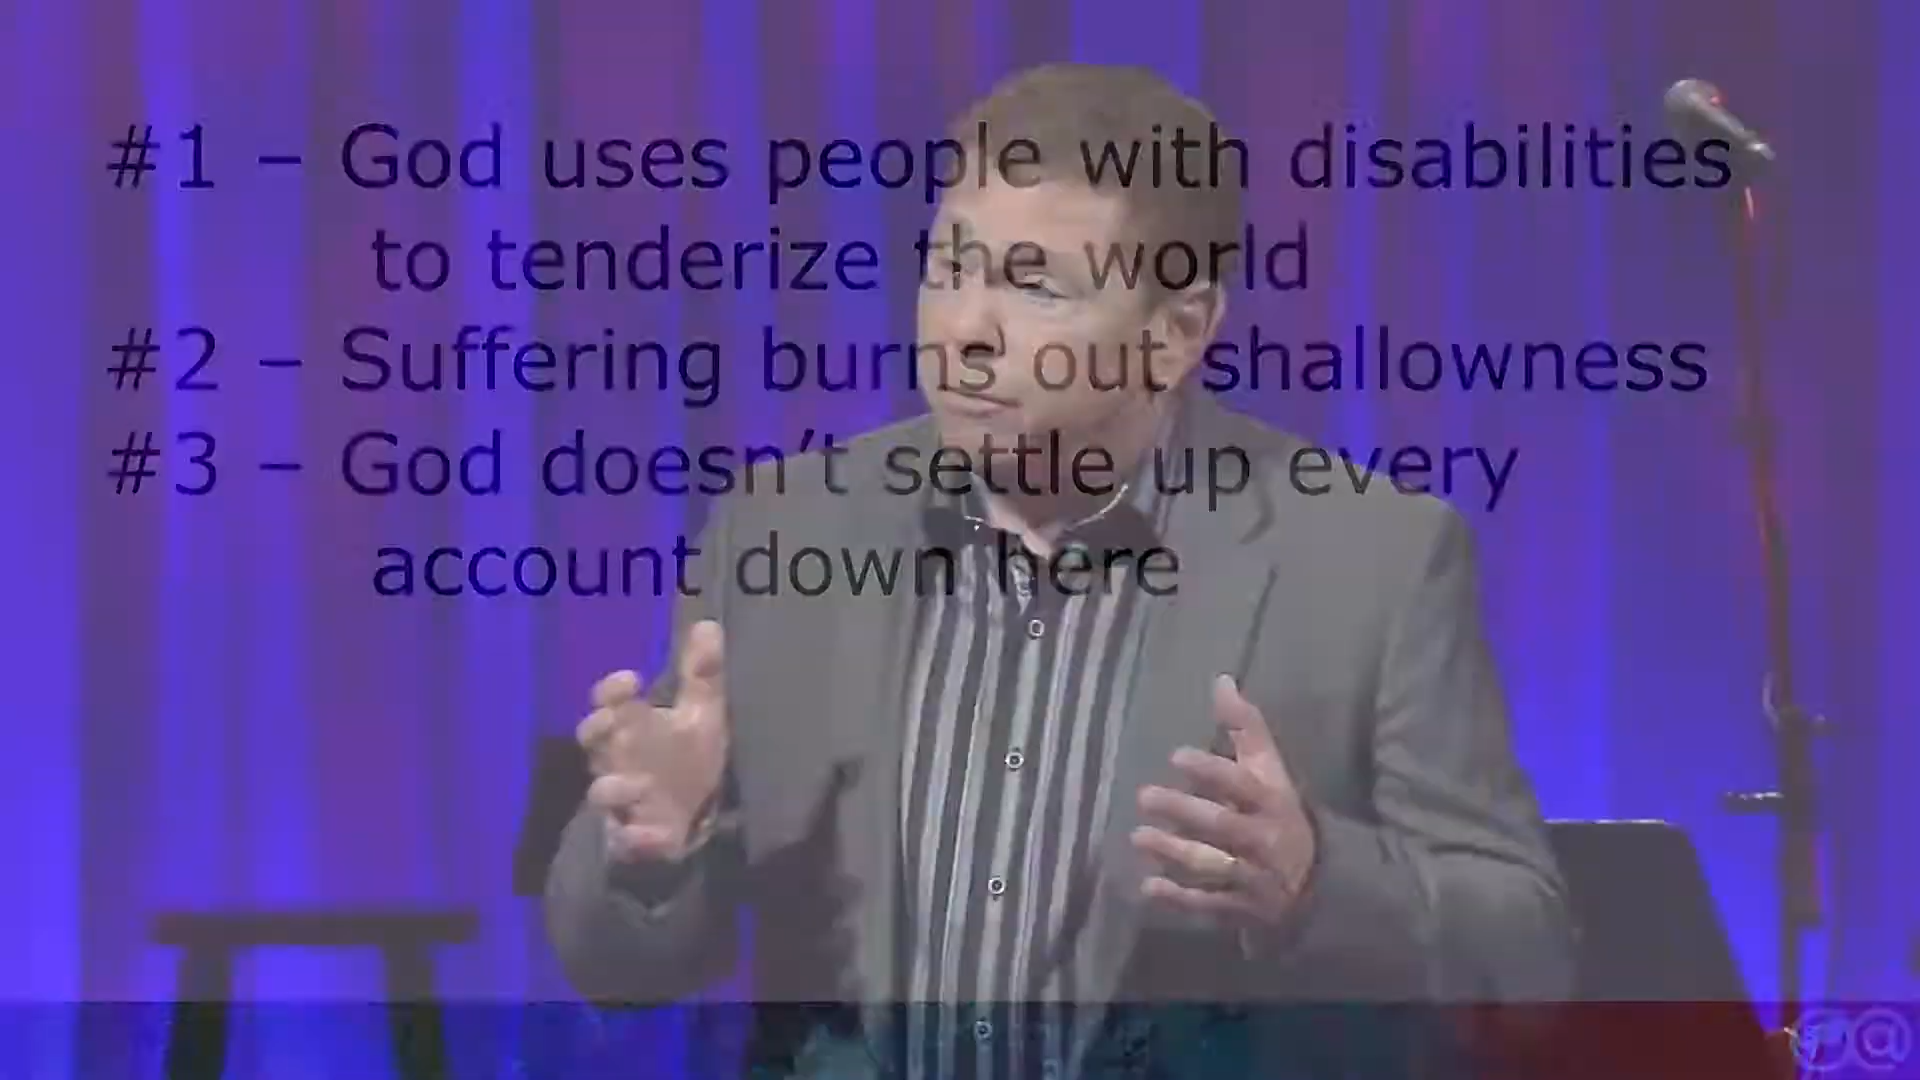 #1 – God uses people with disabilities
to tenderize the world
#2 – Suffering burns out shallowness
#3 – God doesn’t settle up every
account down here